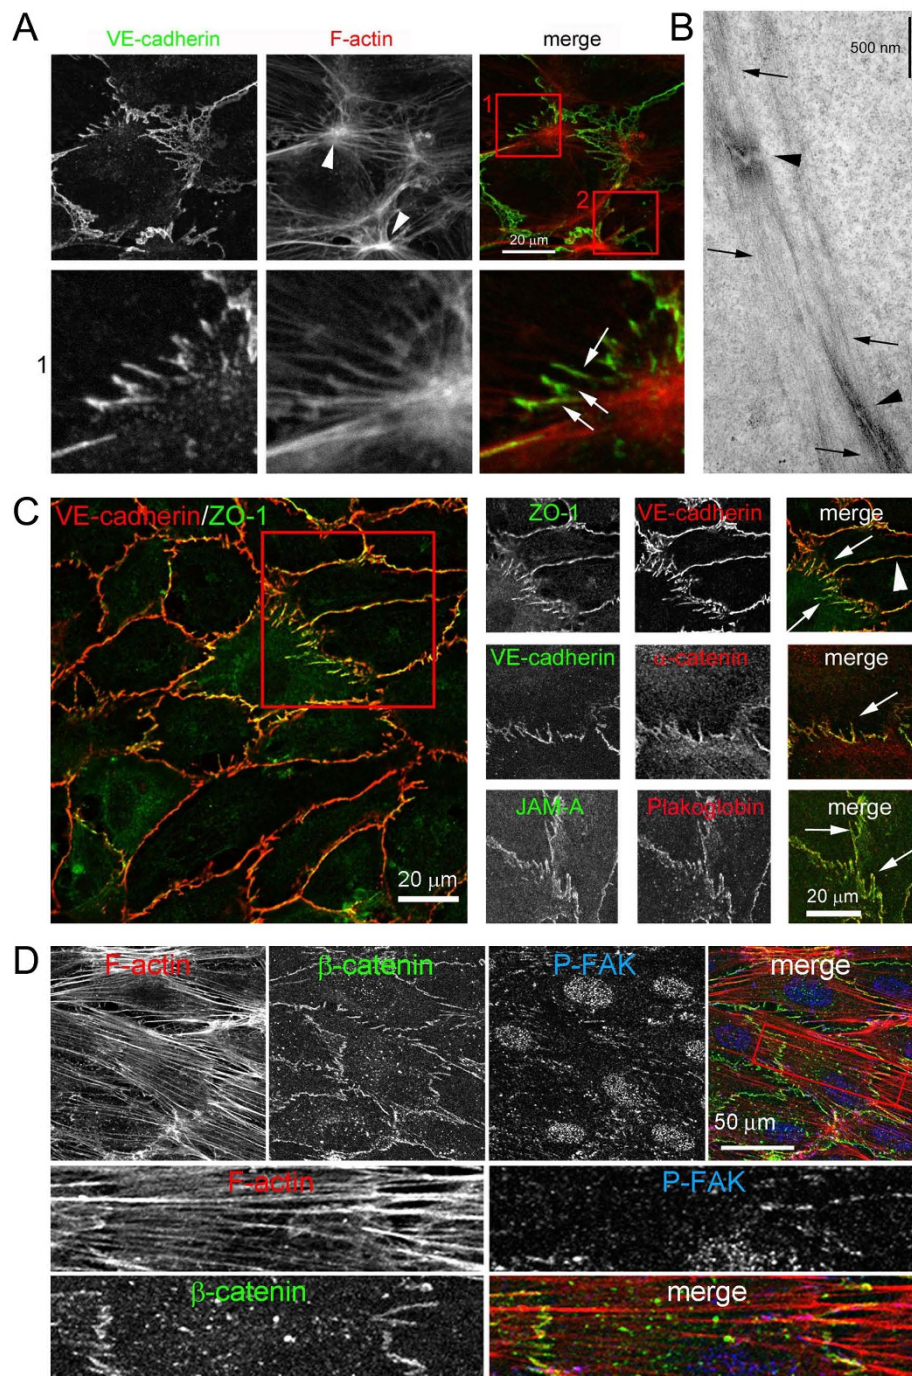 A
VE-cadherin F-actin merge
1
2
20 μm
1
B
500 nm
C
VE-cadherin/ZO-1
20 μm
ZO-1 VE-cadherin merge
VE-cadherin α-catenin merge
JAM-A Plakoglobin merge
20 μm
D
F-actin β-catenin P-FAK merge
50 μm
F-actin P-FAK
β-catenin merge